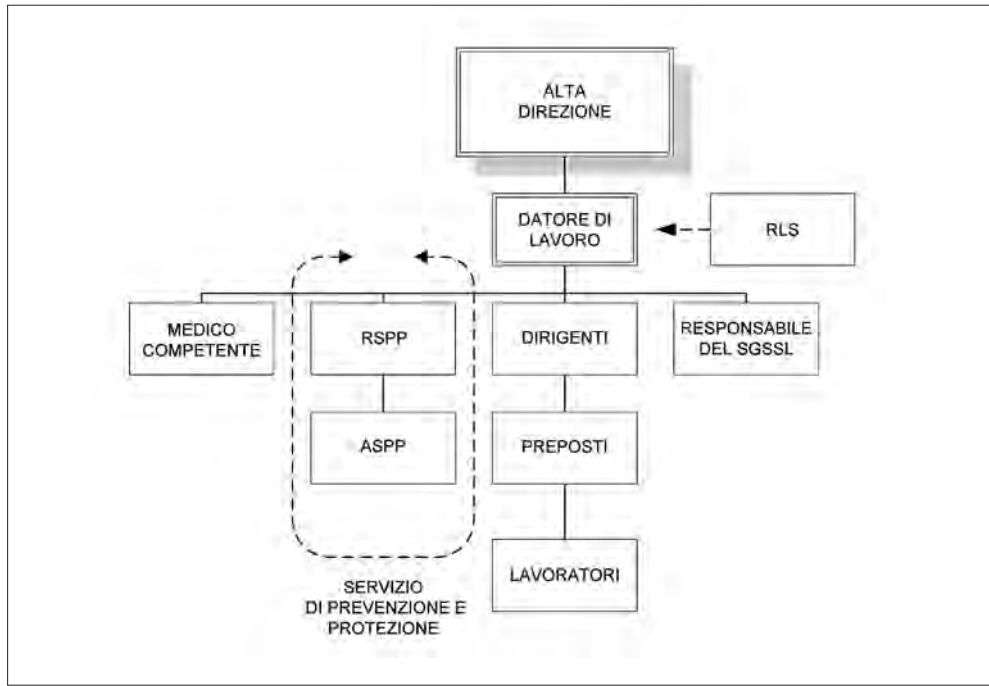 ALTA
DIREZIONE
DATORE DI
LAVORO
RLS
MEDICO
COMPETENTE
RSPP
DIRIGENTI
RESPONSABILE
DEL SGSSL
ASPP
PREPOSTI
LAVORATORI
SERVIZIO
DI PREVENZIONE E
PROTEZIONE